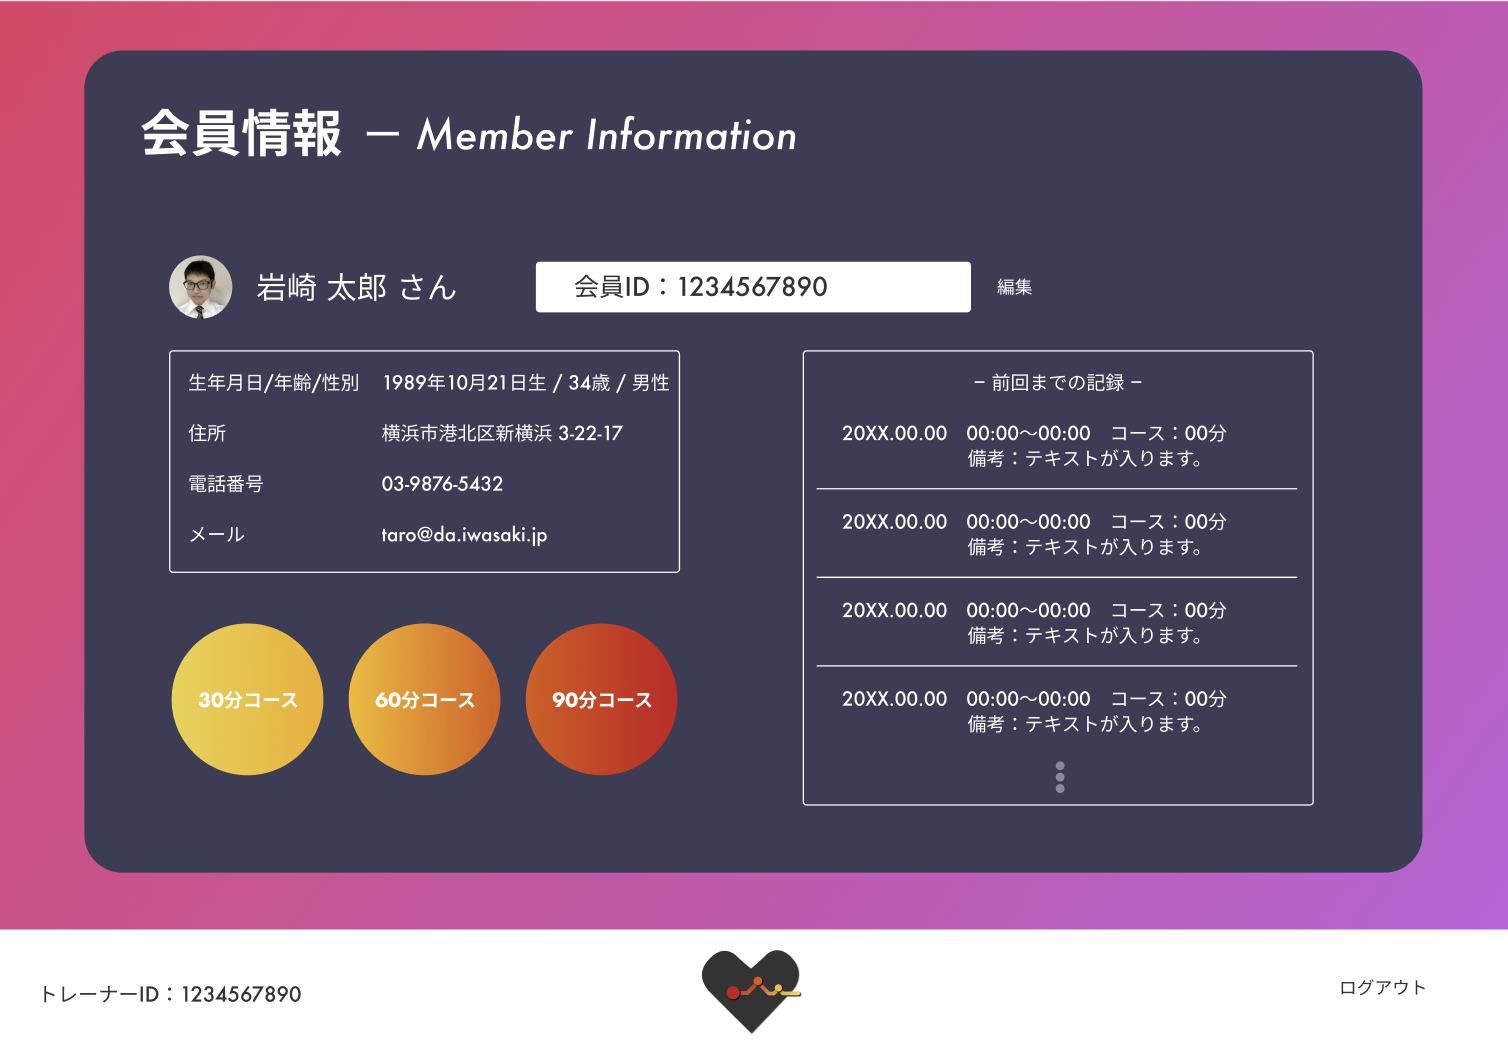 会員情報 － Member Information
岩崎 太郎 さん
会員ID：1234567890
編集
生年月日/年齢/性別 1989年10月21日生 / 34歳 / 男性
住所 横浜市港北区新横浜 3-22-17
電話番号 03-9876-5432
メール taro@da.iwasaki.jp
30分コース
60分コース
90分コース
− 前回までの記録 −
20XX.00.00 00:00〜00:00 コース：00分
備考：テキストが入ります。
20XX.00.00 00:00〜00:00 コース：00分
備考：テキストが入ります。
20XX.00.00 00:00〜00:00 コース：00分
備考：テキストが入ります。
20XX.00.00 00:00〜00:00 コース：00分
備考：テキストが入ります。
トレーナーID：1234567890
ログアウト